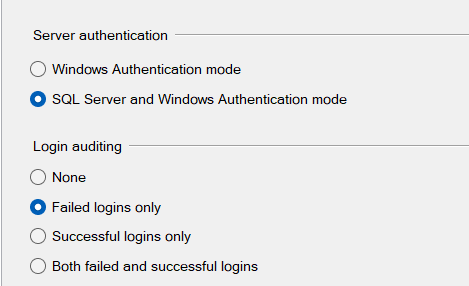 Server authentication
Windows Authentication mode
SQL Server and Windows Authentication mode
Login auditing
None
Failed logins only
Successful logins only
Both failed and successful logins